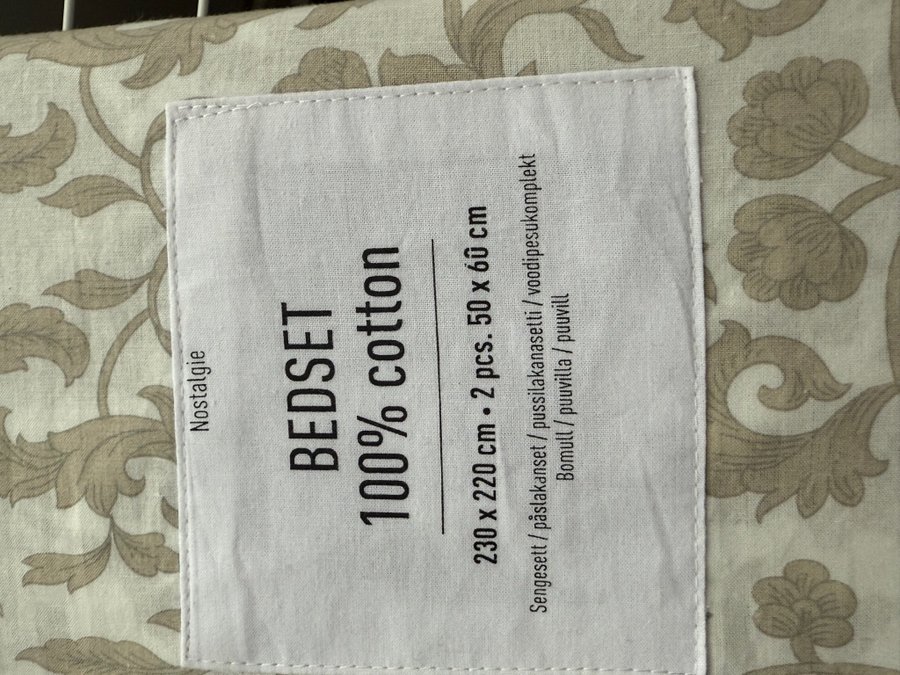 Nostalgie
BEDSET
100% cotton
230 x 220 cm • 2 pcs. 50 x 60 cm
Sengesett / påslakanset / pussilakanasetti / voodipesukomplekt
Bomull / puuvilla / puuvill